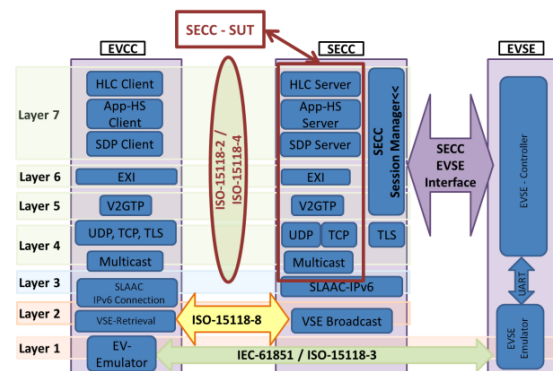 SECC - SUT
EVCC
SECC
EVSE
Layer 7
HLC Client
App-HS
Client
SDP Client
ISO-15118-2 /
ISO-15118-4
HLC Server
App-HS
Server
SDP Server
SECC
Session Manager<<
SECC
EVSE
Interface
EVSE - Controller
Layer 6
EXI
EXI
Layer 5
V2GTP
V2GTP
Layer 4
UDP, TCP, TLS
Multicast
UDP
TCP
TLS
Multicast
Layer 3
SLAAC
IPv6 Connection
SLAAC-IPv6
UART
Layer 2
VSE-Retrieval
ISO-15118-8
VSE Broadcast
EVSE
Emulator
Layer 1
EV-
Emulator
IEC-61851 / ISO-15118-3